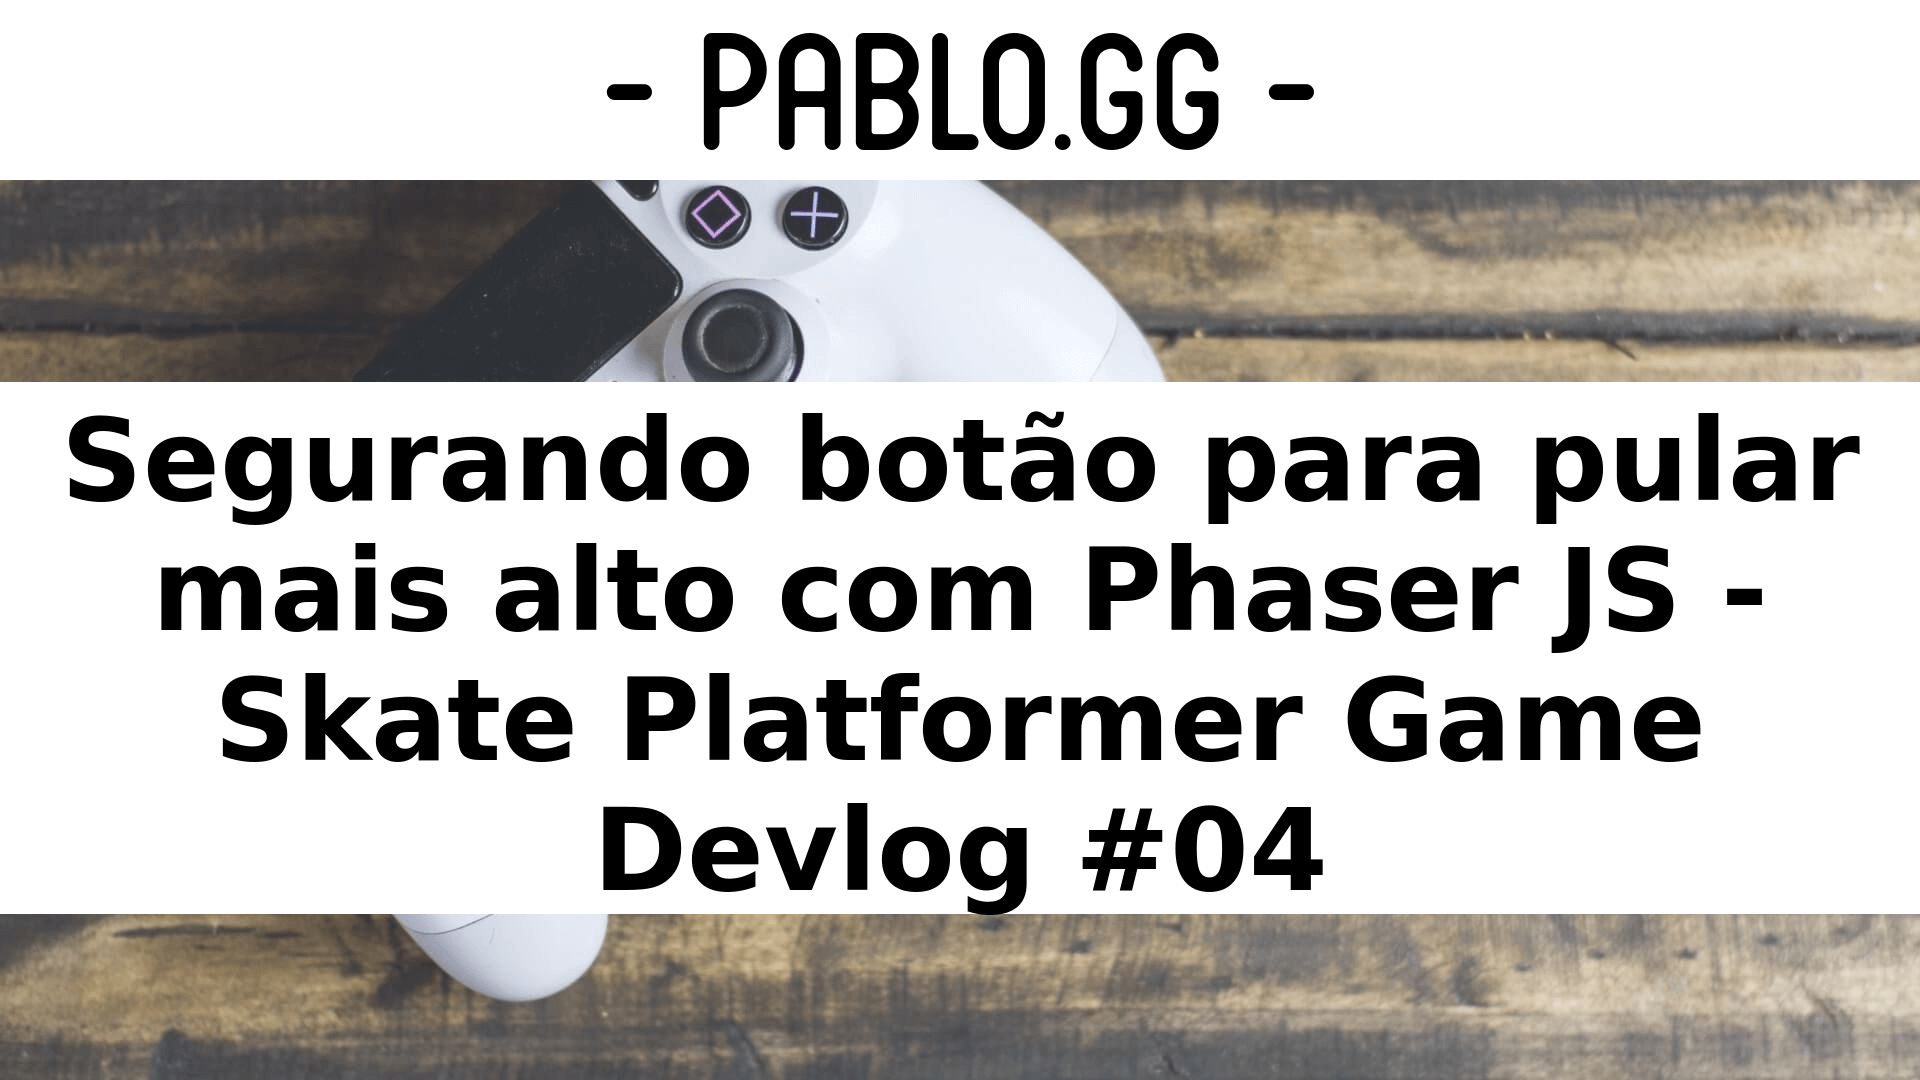 - PABLO.GG -
Segurando botão para pular
mais alto com Phaser JS -
Skate Platformer Game
Devlog #04